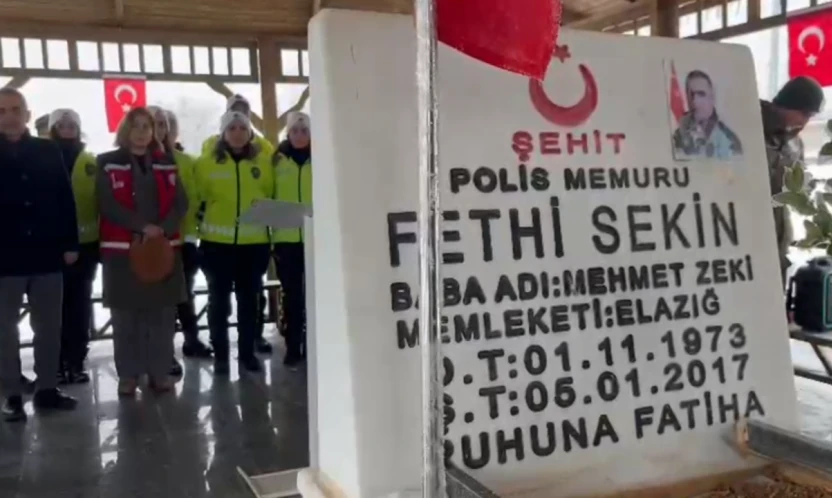 ŞEHİT
POLİS MEMURU
FETHİ SEKİN
BABA ADI:MEHMET ZEKİ
MEMLEKETİ:ELAZIĞ
D.T:01.11.1973
Ş.T:05.01.2017
RUHUNA FATİHA